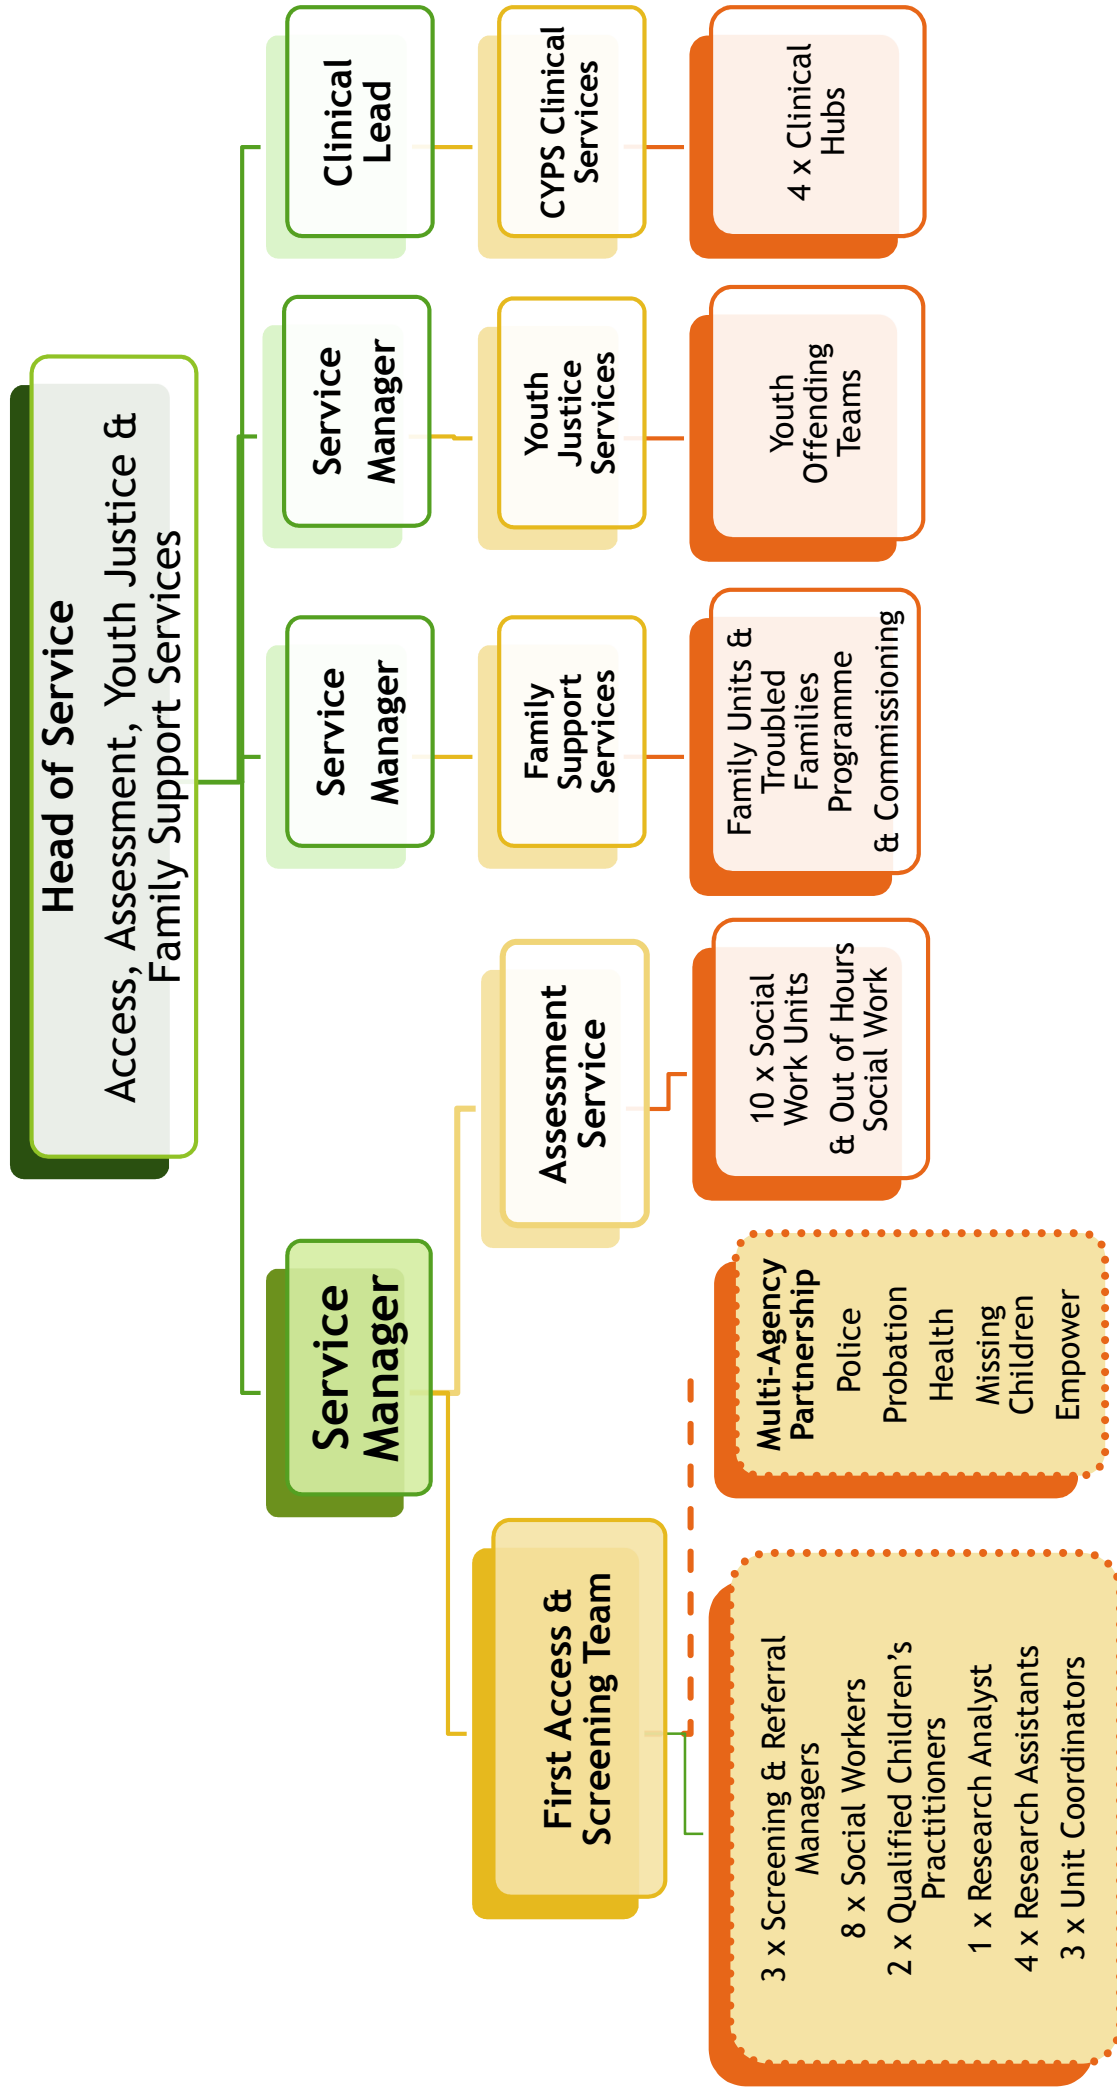 Head of Service
Access, Assessment, Youth Justice &
Family Support Services
Service
Manager
Service
Manager
Service
Manager
Clinical
Lead
First Access &
Screening Team
Assessment
Service
Family
Support
Services
Youth
Justice
Services
CYPS Clinical
Services
3 x Screening & Referral
Managers
8 x Social Workers
2 x Qualified Children’s
Practitioners
1 x Research Analyst
4 x Research Assistants
3 x Unit Coordinators
Multi-Agency
Partnership
Police
Probation
Health
Missing
Children
Empower
10 x Social
Work Units
& Out of Hours
Social Work
Family Units &
Troubled
Families
Programme
& Commissioning
Youth
Offending
Teams
4 x Clinical
Hubs